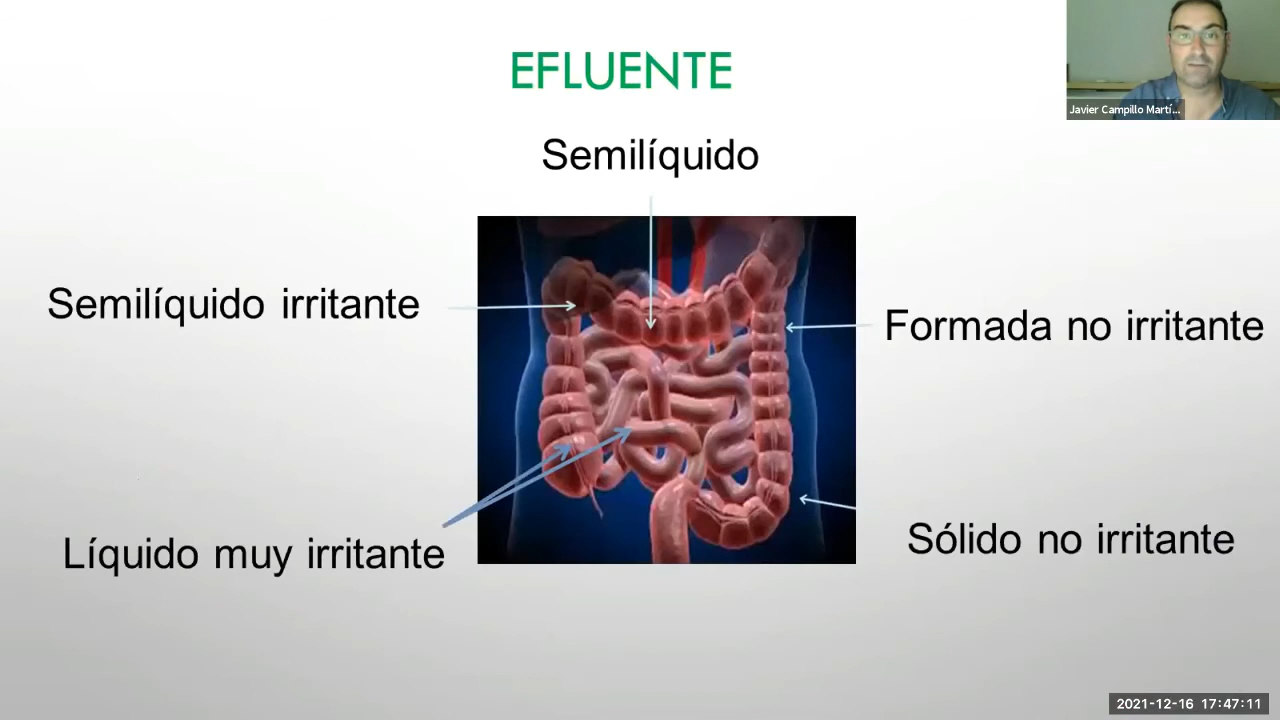 EFLUENTE
Javier Campillo Martí...
Semilíquido
Semilíquido irritante
Formada no irritante
Líquido muy irritante
Sólido no irritante
2021-12-16 17:47:11